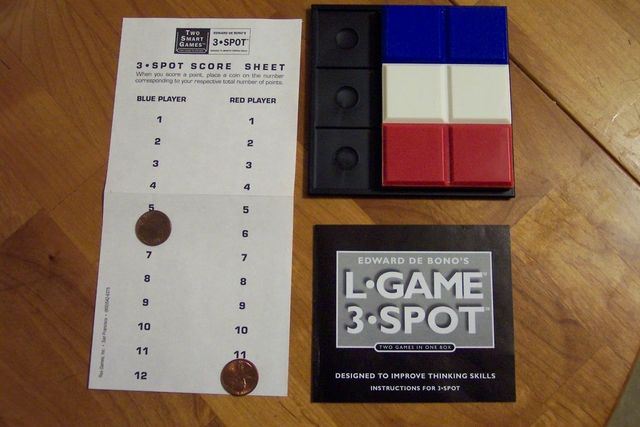 TWO
SMART
GAMES
EDWARD DE BONO'S
3•SPOT™
3•SPOT SCORE SHEET
When you score a point, place a coin on the number
corresponding to your respective total number of points.
BLUE PLAYER RED PLAYER
1 1
2 2
3 3
4 4
5 5
6
7 7
8 8
9 9
10 10
11 11
12
EDWARD DE BONO'S
L•GAME™
3•SPOT™
TWO GAMES IN ONE BOX
DESIGNED TO IMPROVE THINKING SKILLS
INSTRUCTIONS FOR 3•SPOT